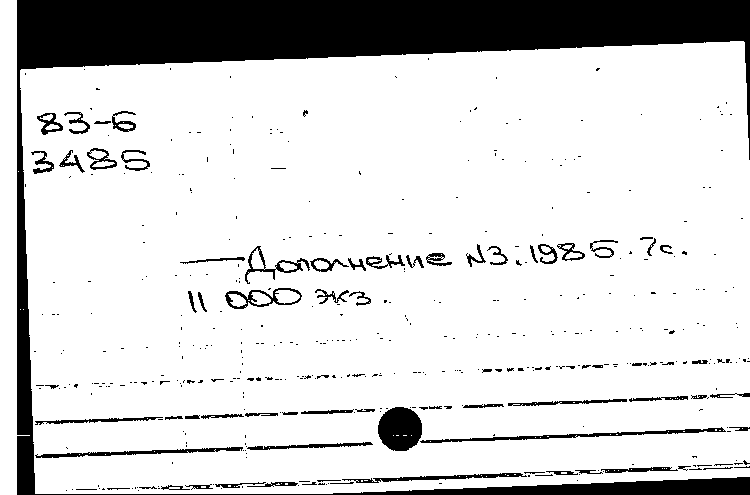 83-6
3485
— Дополнение N3. 1985. 7с.
11 000 экз.